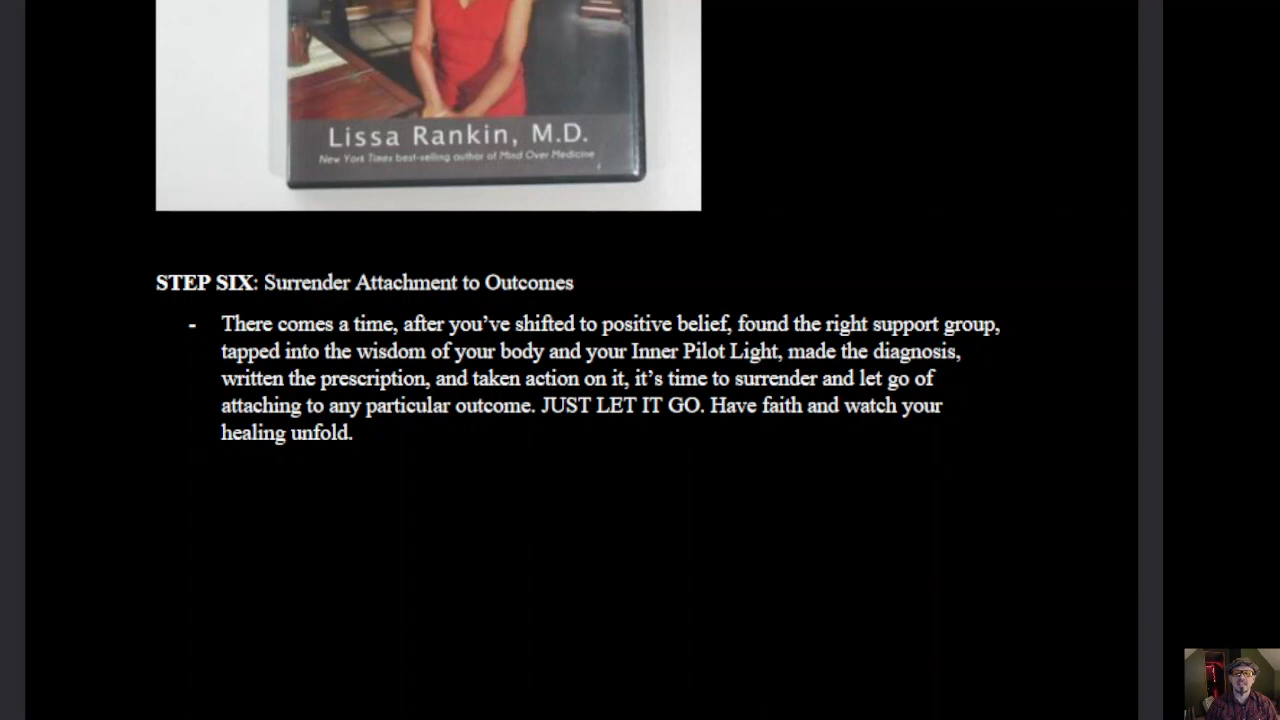 Lissa Rankin, M.D.
New York Times best-selling author of Mind Over Medicine
STEP SIX: Surrender Attachment to Outcomes
- There comes a time, after you’ve shifted to positive belief, found the right support group,
tapped into the wisdom of your body and your Inner Pilot Light, made the diagnosis,
written the prescription, and taken action on it, it’s time to surrender and let go of
attaching to any particular outcome. JUST LET IT GO. Have faith and watch your
healing unfold.